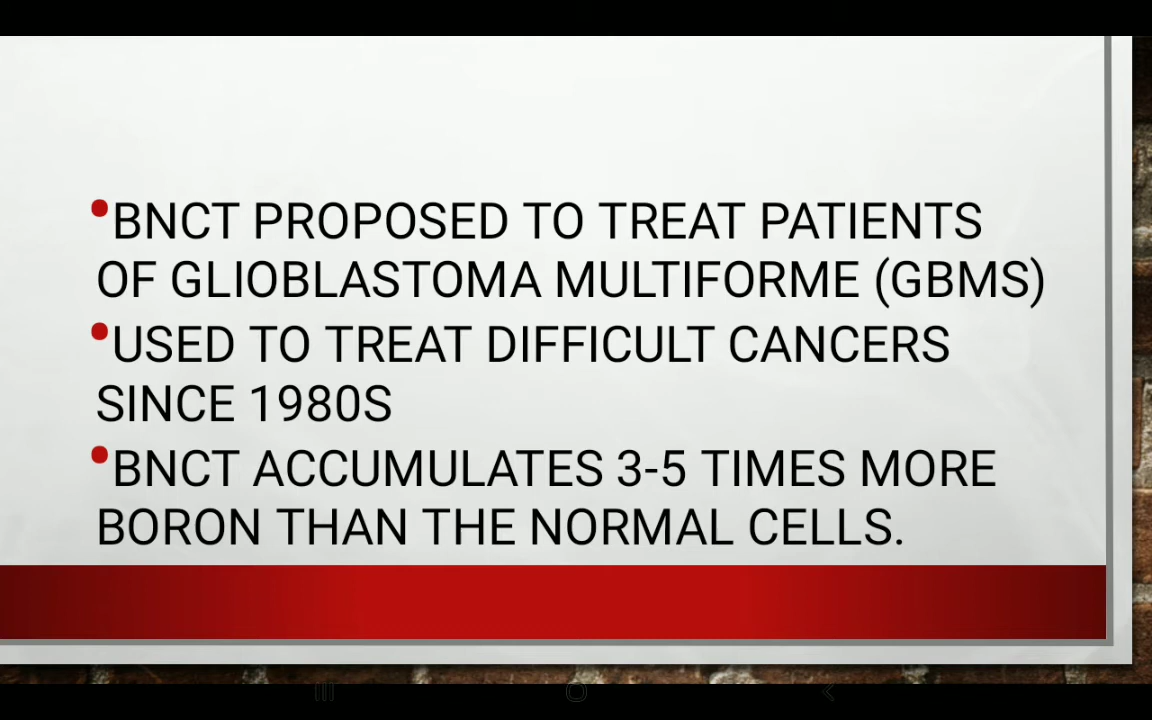 •BNCT PROPOSED TO TREAT PATIENTS
OF GLIOBLASTOMA MULTIFORME (GBMS)
•USED TO TREAT DIFFICULT CANCERS
SINCE 1980S
•BNCT ACCUMULATES 3-5 TIMES MORE
BORON THAN THE NORMAL CELLS.